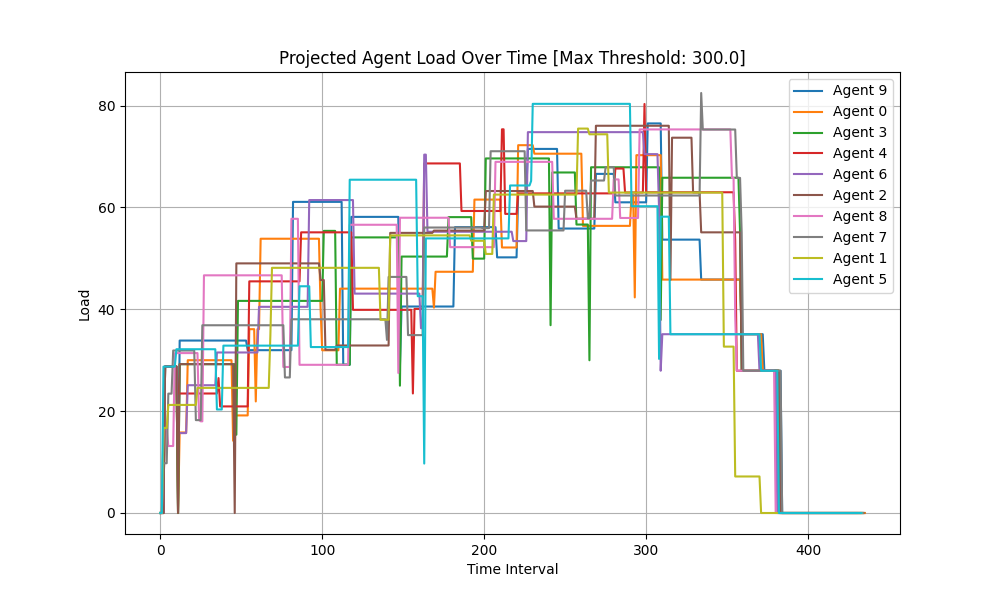 Projected Agent Load Over Time [Max Threshold: 300.0]
Load
80
60
40
20
0
0 100 200 300 400
Time Interval
Agent 9
Agent 0
Agent 3
Agent 4
Agent 6
Agent 2
Agent 8
Agent 7
Agent 1
Agent 5